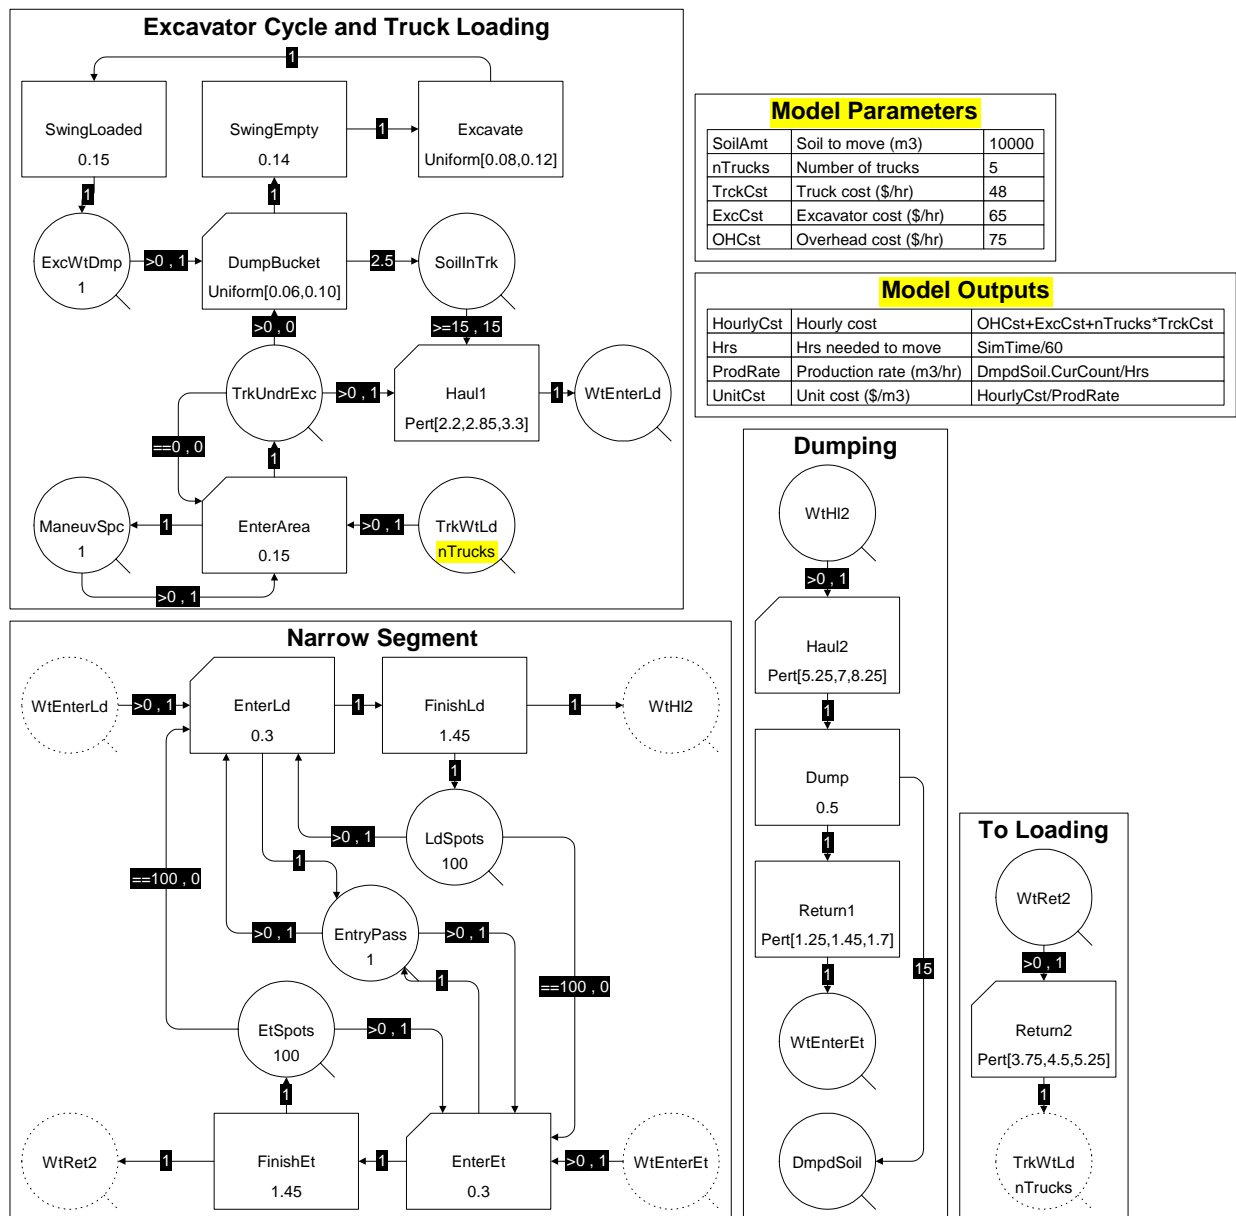 Excavator Cycle and Truck Loading
1
SwingLoaded
0.15
SwingEmpty
0.14
1
Excavate
Uniform[0.08,0.12]
1
1
ExcWtDmp
1
>0 , 1
DumpBucket
Uniform[0.06,0.10]
2.5
SoilInTrk
>0 , 0
>=15 , 15
TrkUndrExc
>0 , 1
Haul1
Pert[2.2,2.85,3.3]
1
WtEnterLd
==0 , 0
1
ManeuvSpc
1
1
EnterArea
0.15
>0 , 1
TrkWtLd
nTrucks
>0 , 1
Model Parameters
SoilAmt Soil to move (m3) 10000
nTrucks Number of trucks 5
TrckCst Truck cost ($/hr) 48
ExcCst Excavator cost ($/hr) 65
OHCst Overhead cost ($/hr) 75
Model Outputs
HourlyCst Hourly cost OHCst+ExcCst+nTrucks*TrckCst
Hrs Hrs needed to move SimTime/60
ProdRate Production rate (m3/hr) DmpdSoil.CurCount/Hrs
UnitCst Unit cost ($/m3) HourlyCst/ProdRate
Narrow Segment
WtEnterLd
>0 , 1
EnterLd
0.3
1
FinishLd
1.45
1
WtHl2
1
>0 , 1
LdSpots
100
1
==100 , 0
>0 , 1
EntryPass
1
>0 , 1
1
==100 , 0
EtSpots
100
>0 , 1
1
WtRet2
1
FinishEt
1.45
1
EnterEt
0.3
>0 , 1
WtEnterEt
Dumping
WtHl2
>0 , 1
Haul2
Pert[5.25,7,8.25]
1
Dump
0.5
1
Return1
Pert[1.25,1.45,1.7]
1
15
WtEnterEt
DmpdSoil
To Loading
WtRet2
>0 , 1
Return2
Pert[3.75,4.5,5.25]
1
TrkWtLd
nTrucks